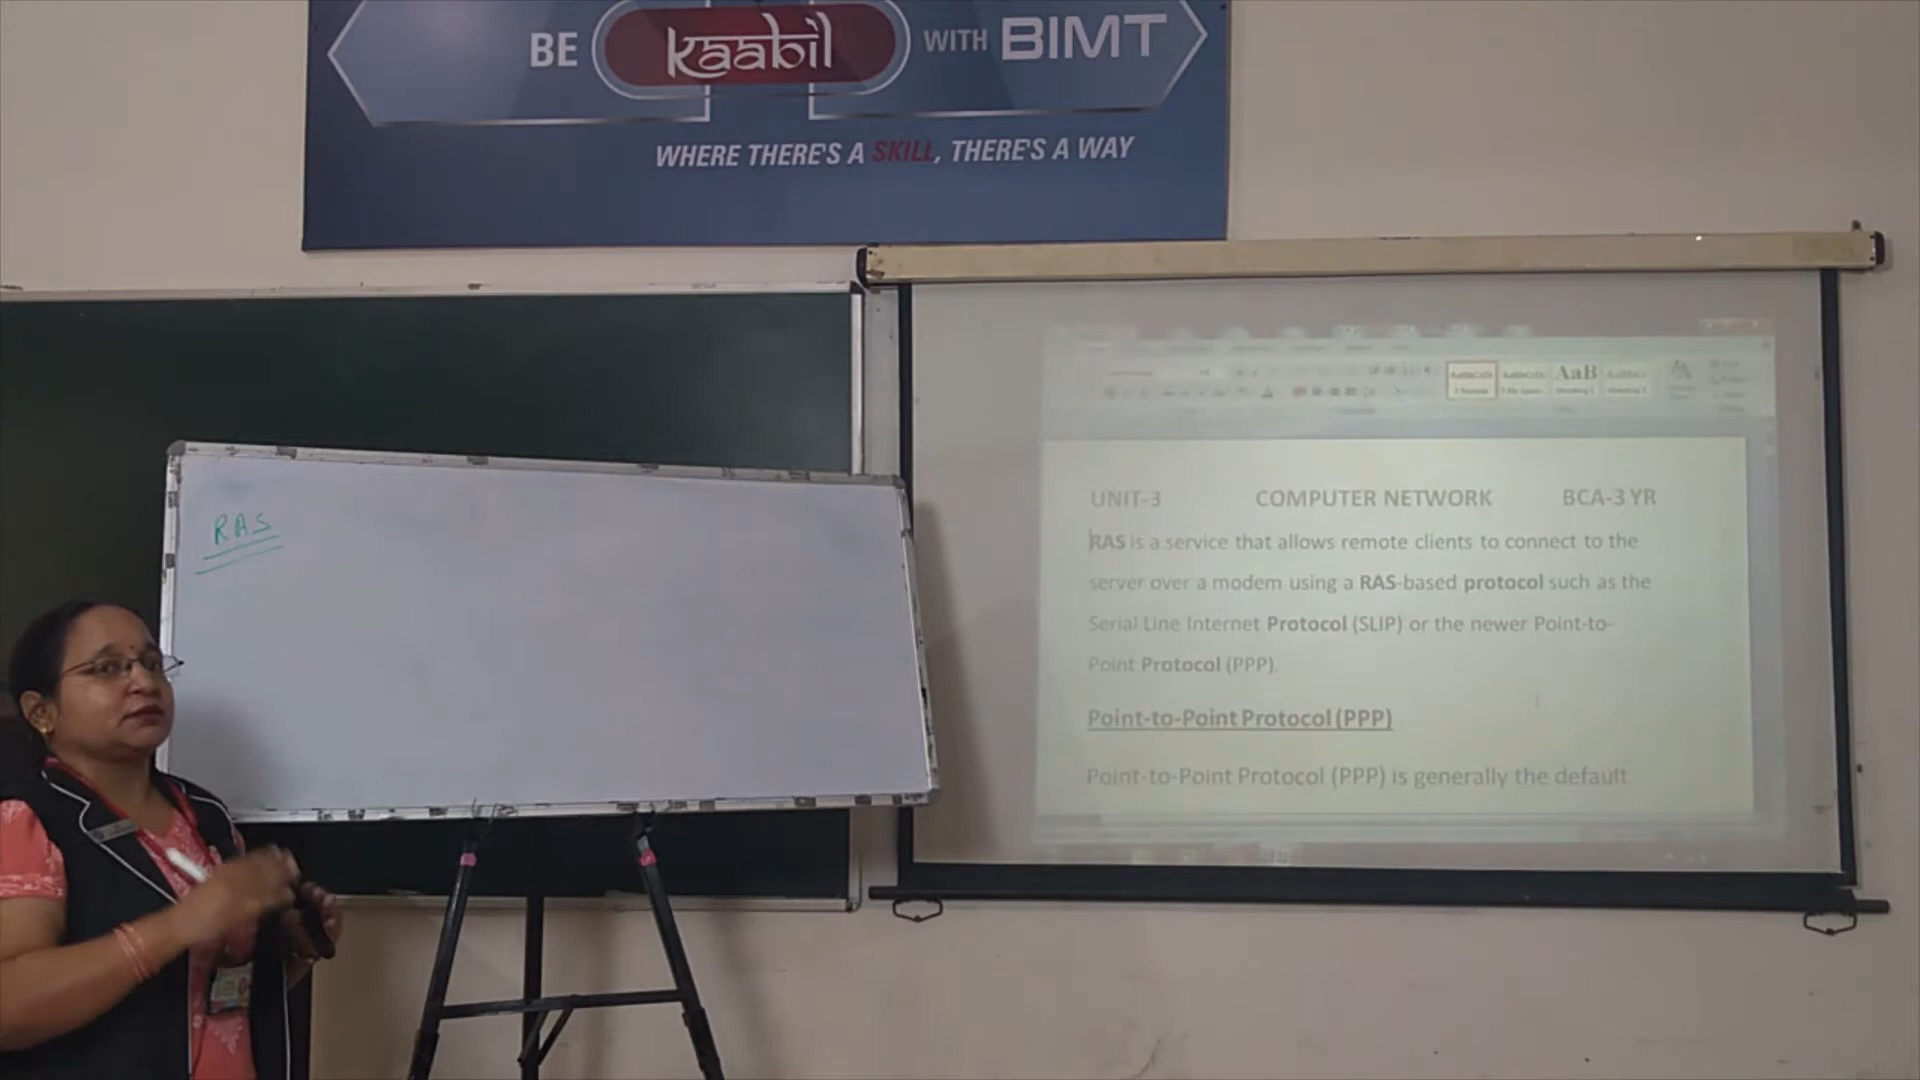 BE kaabil WITH BIMT
WHERE THERE'S A SKILL, THERE'S A WAY
RAS
AaB
UNIT-3 COMPUTER NETWORK BCA-3 YR
RAS is a service that allows remote clients to connect to the
server over a modem using a RAS-based protocol such as the
Serial Line Internet Protocol (SLIP) or the newer Point-to-
Point Protocol (PPP).
Point-to-Point Protocol (PPP)
Point-to-Point Protocol (PPP) is generally the default